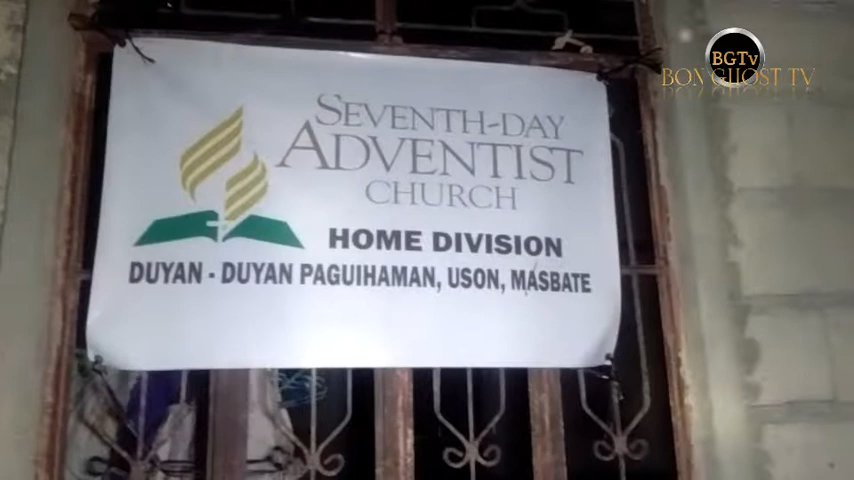 BGTv
BON GHOST TV
SEVENTH-DAY
ADVENTIST
CHURCH
HOME DIVISION
DUYAN - DUYAN PAGUIHAMAN, USON, MASBATE